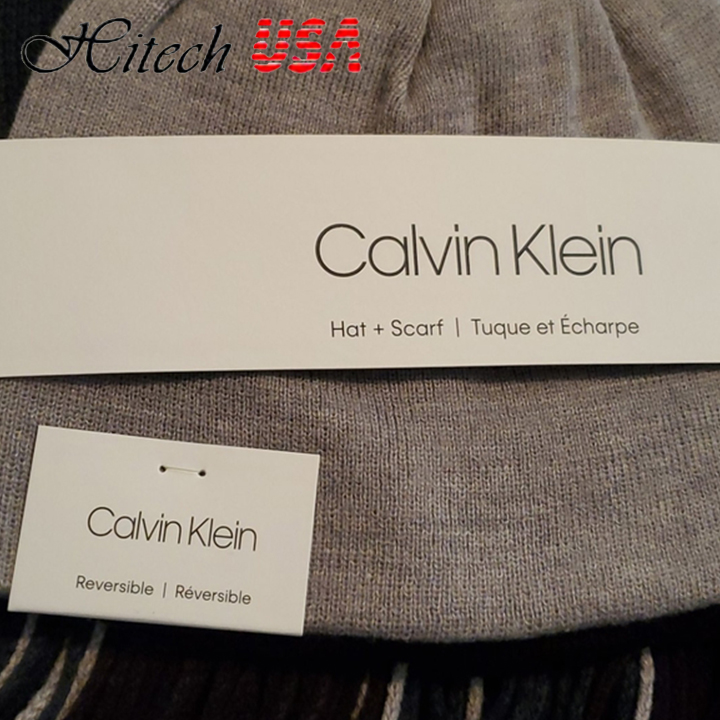 Hitech USA
Calvin Klein
Hat + Scarf | Tuque et Écharpe
Calvin Klein
Reversible | Réversible